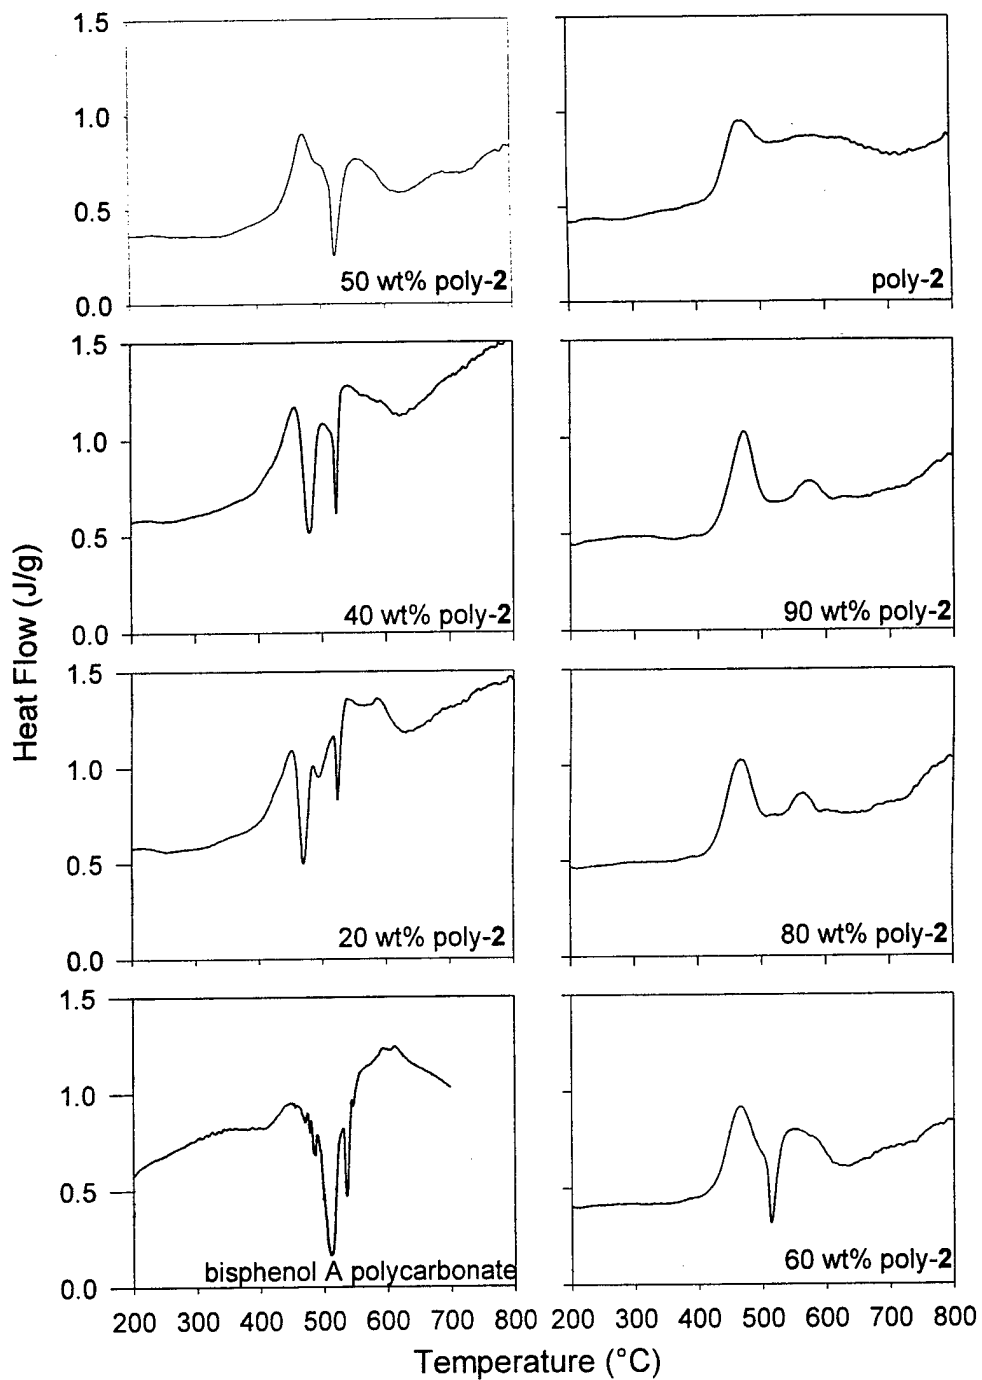 1.5
1.0
0.5
0.0
50 wt% poly-2
poly-2
1.5
1.0
0.5
0.0
40 wt% poly-2
90 wt% poly-2
1.5
1.0
0.5
0.0
20 wt% poly-2
80 wt% poly-2
1.5
1.0
0.5
0.0
bisphenol A polycarbonate
60 wt% poly-2
Heat Flow (J/g)
200 300 400 500 600 700 800 200 300 400 500 600 700 800
Temperature (°C)